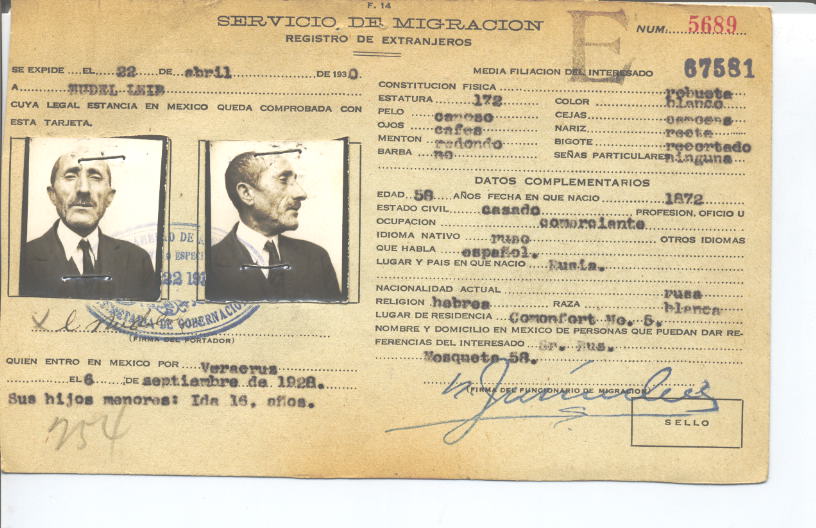 F. 14
SERVICIO DE MIGRACION
REGISTRO DE EXTRANJEROS
NUM. 5689
E
67581
SE EXPIDE EL 22 DE abril DE 1930
A
CUYA LEGAL ESTANCIA EN MEXICO QUEDA COMPROBADA CON
ESTA TARJETA.
(FIRMA DEL PORTADOR)
QUIEN ENTRO EN MEXICO POR Veracruz
EL 6 DE septiembre de 1928.
Sus hijos menores: Ida 16, años.
254
MEDIA FILIACION DEL INTERESADO
CONSTITUCION FISICA robusta
ESTATURA 172 COLOR blanco
PELO canoso CEJAS canosas
OJOS cafes NARIZ recta
MENTON redondo BIGOTE recortado
BARBA no SEÑAS PARTICULARES ninguna
DATOS COMPLEMENTARIOS
EDAD 58 AÑOS FECHA EN QUE NACIO 1872
ESTADO CIVIL casado PROFESION, OFICIO U
OCUPACION comerciante
IDIOMA NATIVO ruso OTROS IDIOMAS
QUE HABLA español.
LUGAR Y PAIS EN QUE NACIO Rusia.
NACIONALIDAD ACTUAL rusa
RELIGION hebrea RAZA blanca
LUGAR DE RESIDENCIA Comonfort No. 5.
NOMBRE Y DOMICILIO EN MEXICO DE PERSONAS QUE PUEDAN DAR RE-
FERENCIAS DEL INTERESADO Sr. Rus.
Mosqueta 58.
(FIRMA DEL FUNCIONARIO DE MIGRACION)
SELLO